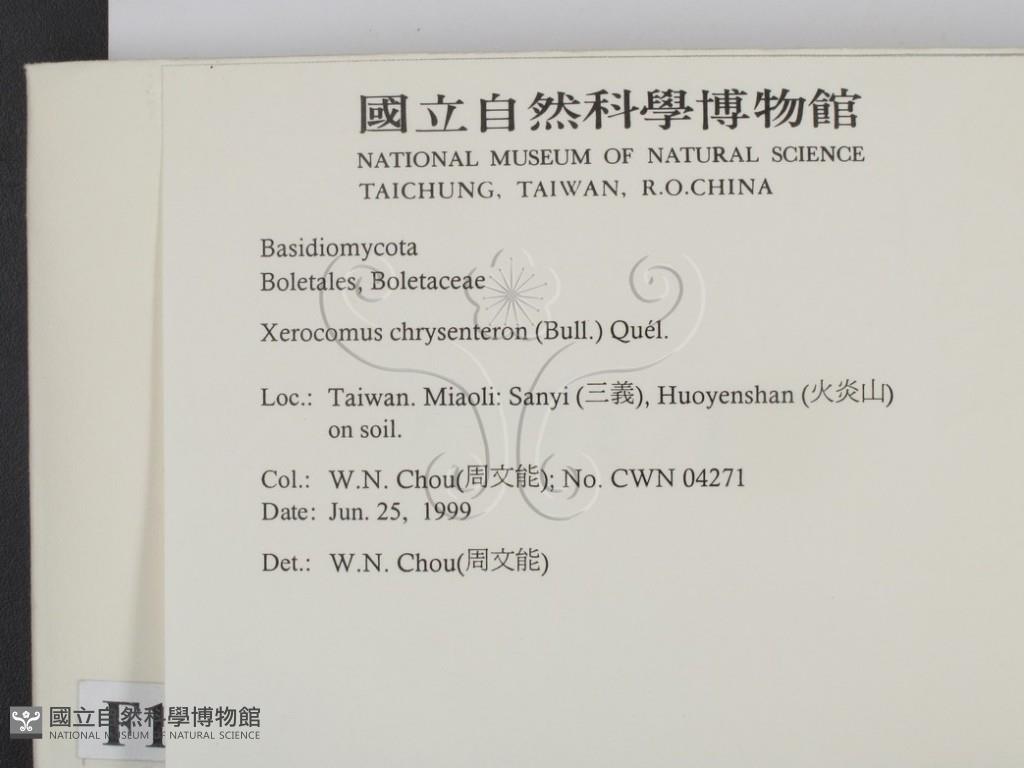 國立自然科學博物館
NATIONAL MUSEUM OF NATURAL SCIENCE
TAICHUNG, TAIWAN, R.O.CHINA
Basidiomycota
Boletales, Boletaceae
Xerocomus chrysenteron (Bull.) Quél.
Loc.: Taiwan. Miaoli: Sanyi (三義), Huoyenshan (火炎山)
on soil.
Col.: W.N. Chou(周文能); No. CWN 04271
Date: Jun. 25, 1999
Det.: W.N. Chou(周文能)
F1
國立自然科學博物館
NATIONAL MUSEUM OF NATURAL SCIENCE